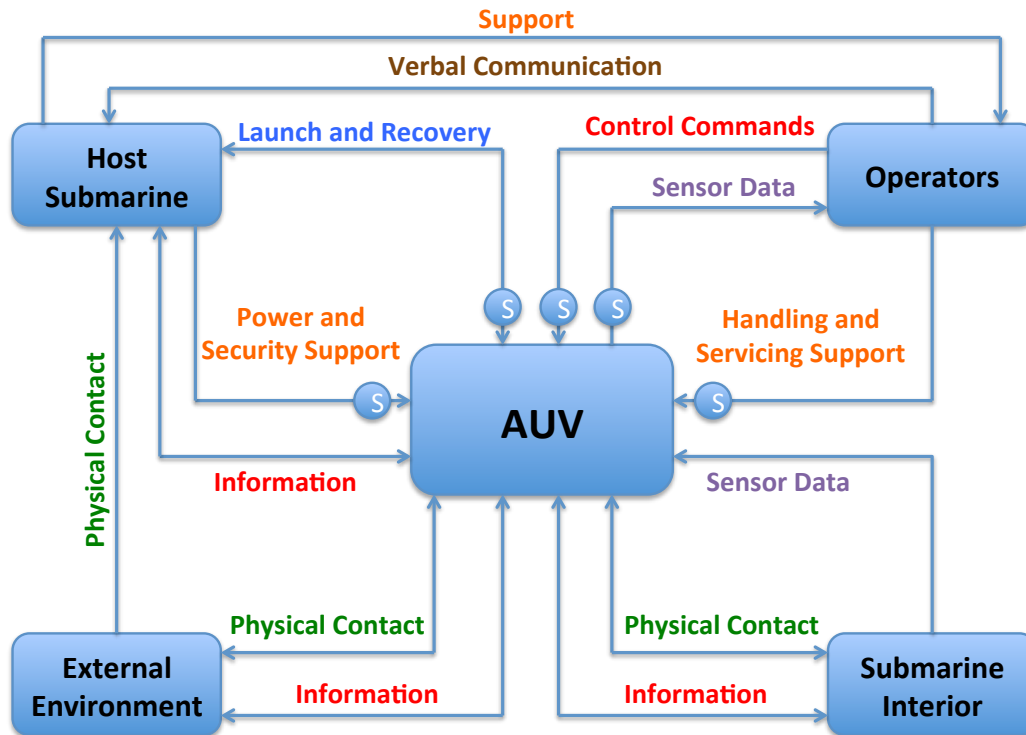 Support
Verbal Communication
Launch and Recovery
Control Commands
Host
Submarine
Operators
Sensor Data
S
S
S
Power and
Security Support
Handling and
Servicing Support
S
S
AUV
Physical Contact
Information
Sensor Data
Physical Contact
Physical Contact
External
Environment
Submarine
Interior
Information
Information